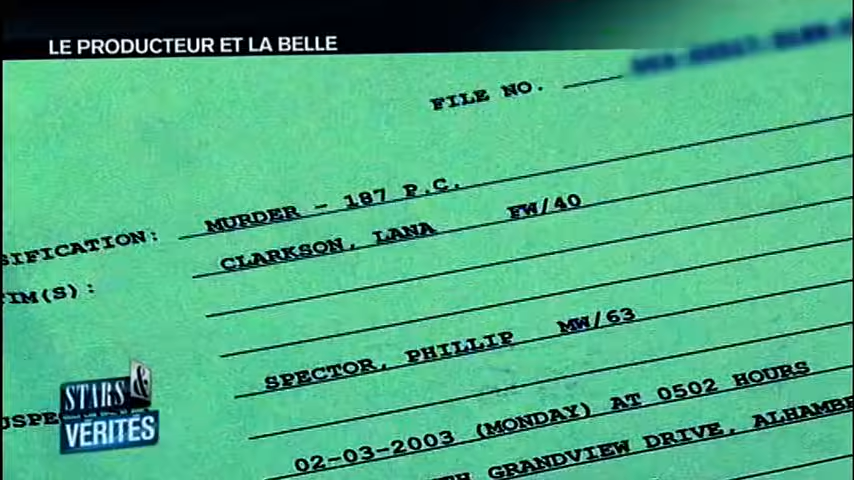 LE PRODUCTEUR ET LA BELLE
FILE NO.
SIFICATION: MURDER - 187 P.C.
TIM(S): CLARKSON, LANA FW/40
SPECTOR, PHILLIP MW/63
USPE
02-03-2003 (MONDAY) AT 0502 HOURS
GRANDVIEW DRIVE, ALHAMB
STARS &
VÉRITÉS